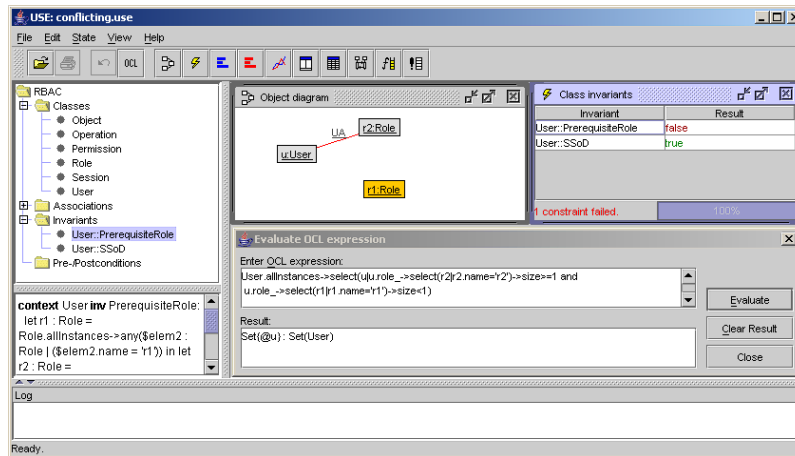 USE: conflicting.use
File Edit State View Help
OCL
RBAC
Classes
Object
Operation
Permission
Role
Session
User
Associations
Invariants
User::PrerequisiteRole
User::SSoD
Pre-/Postconditions
context User inv PrerequisiteRole:
let r1 : Role =
Role.allInstances->any($elem2 :
Role | ($elem2.name = 'r1')) in let
r2 : Role =
Object diagram
UA
r2:Role
u:User
r1:Role
Class invariants
Invariant Result
User::PrerequisiteRole false
User::SSoD true
1 constraint failed. 100%
Evaluate OCL expression
Enter OCL expression:
User.allInstances->select(u|u.role_->select(r2|r2.name='r2')->size>=1 and
u.role_->select(r1|r1.name='r1')->size<1)
Evaluate
Result:
Clear Result
Set{@u} : Set(User)
Close
Log
Ready.